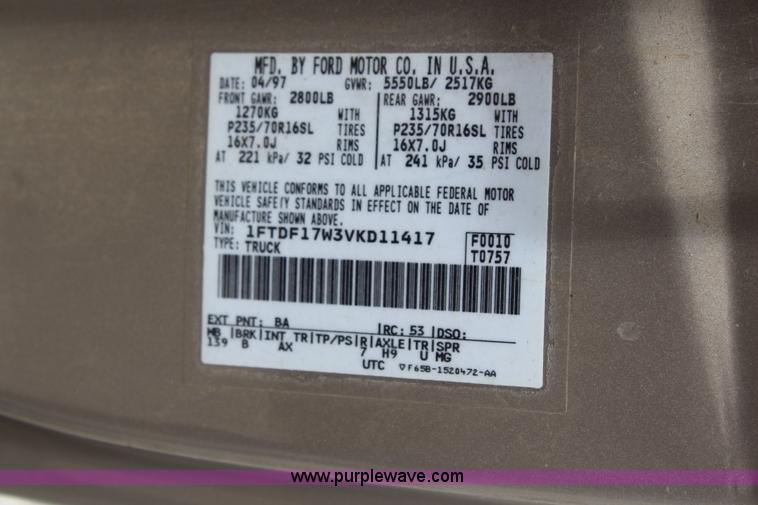 MFD. BY FORD MOTOR CO. IN U.S.A.
DATE: 04/97 GVWR: 5550LB/ 2517KG
FRONT GAWR: 2800LB REAR GAWR: 2900LB
1270KG WITH 1315KG WITH
P235/70R16SL TIRES P235/70R16SL TIRES
16X7.0J RIMS 16X7.0J RIMS
AT 221 kPa/ 32 PSI COLD AT 241 kPa/ 35 PSI COLD
THIS VEHICLE CONFORMS TO ALL APPLICABLE FEDERAL MOTOR
VEHICLE SAFETY STANDARDS IN EFFECT ON THE DATE OF
MANUFACTURE SHOWN ABOVE.
VIN: 1FTDF17W3VKD11417 F0010
TYPE: TRUCK T0757
EXT PNT: BA RC: 53 DSO:
WB BRK INT TR TP/PS R AXLE TR SPR
139 B AX 7 H9 U MG
UTC ▽F65B-1520472-AA
www.purplewave.com